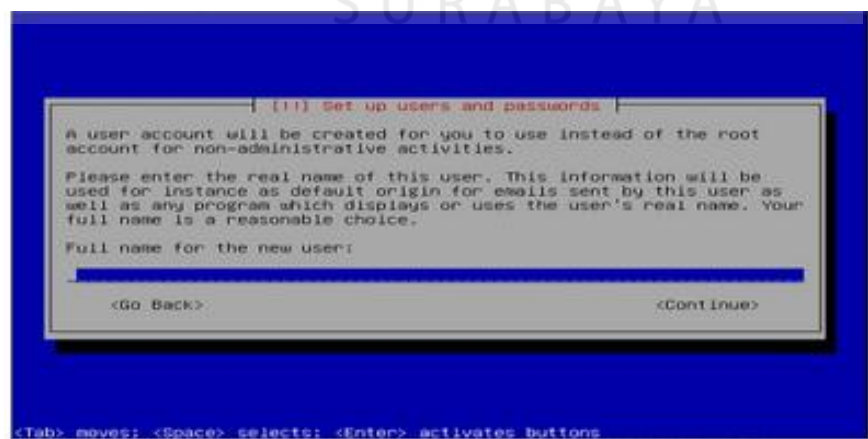 SURABAYA
[!!] Set up users and passwords
A user account will be created for you to use instead of the root
account for non-administrative activities.
Please enter the real name of this user. This information will be
used for instance as default origin for emails sent by this user as
well as any program which displays or uses the user's real name. Your
full name is a reasonable choice.
Full name for the new user:
<Go Back> <Continue>
<Tab> moves; <Space> selects; <Enter> activates buttons